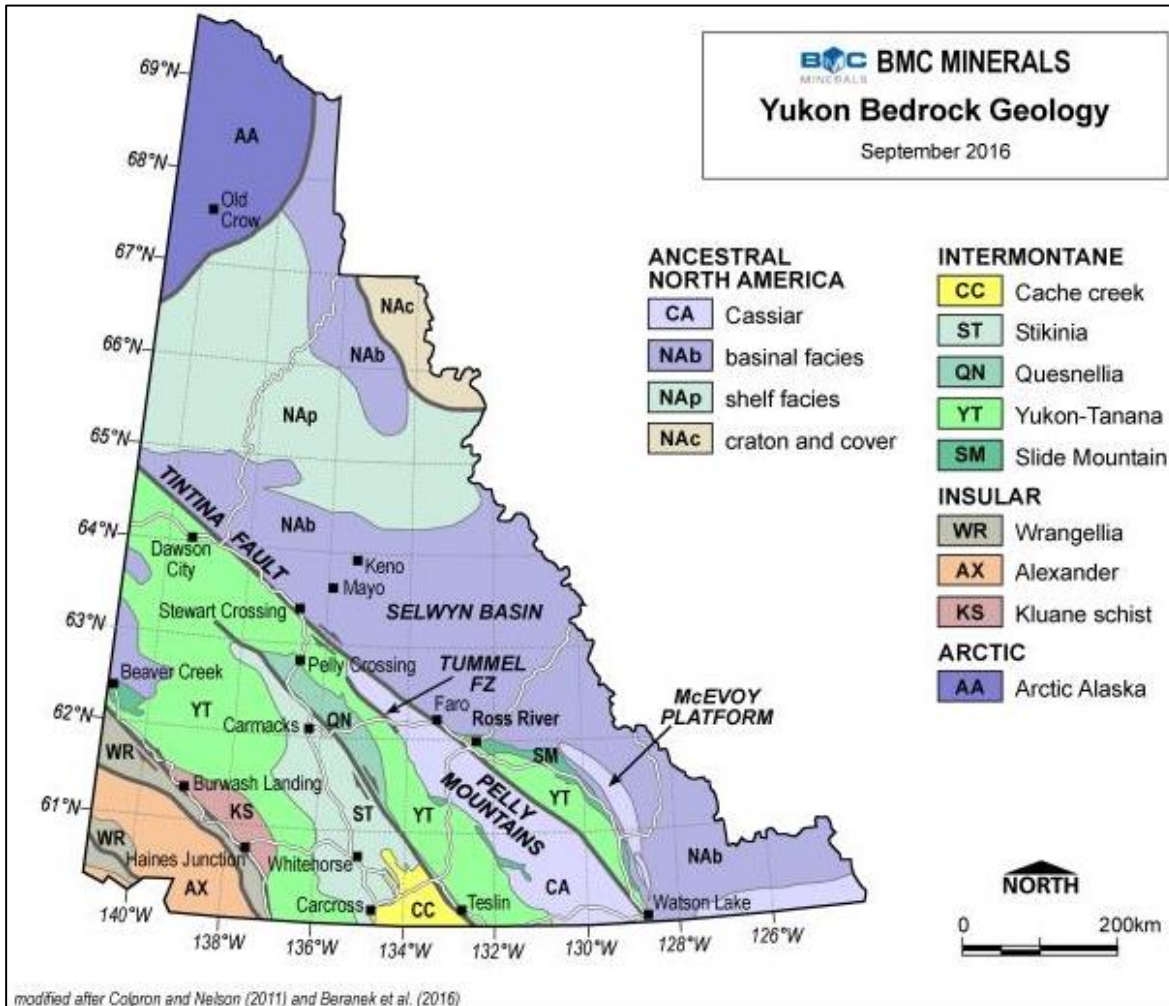 BMC MINERALS BMC MINERALS
Yukon Bedrock Geology
September 2016
ANCESTRAL
NORTH AMERICA
CA Cassiar
NAb basinal facies
NAp shelf facies
NAc craton and cover
INTERMONTANE
CC Cache creek
ST Stikinia
QN Quesnellia
YT Yukon-Tanana
SM Slide Mountain
INSULAR
WR Wrangellia
AX Alexander
KS Kluane schist
ARCTIC
AA Arctic Alaska
69°N
68°N
67°N
66°N
65°N
64°N
63°N
62°N
61°N
AA
Old
Crow
NAc
NAb
NAp
TINTINA FAULT
NAb
Dawson
City
Keno
Mayo
Stewart Crossing
SELWYN BASIN
Beaver Creek
Pelly Crossing
TUMMEL
FZ
McEVOY
PLATFORM
YT
Carmacks
QN
Faro
Ross River
SM
WR
Burwash Landing
PELLY
MOUNTAINS
YT
KS
ST
YT
WR
Haines Junction
Whitehorse
NAb
AX
Carcross
CC
Teslin
CA
Watson Lake
140°W
138°W
136°W
134°W
132°W
130°W
128°W
126°W
NORTH
0 200km
modified after Colpron and Nelson (2011) and Beranek et al. (2016)